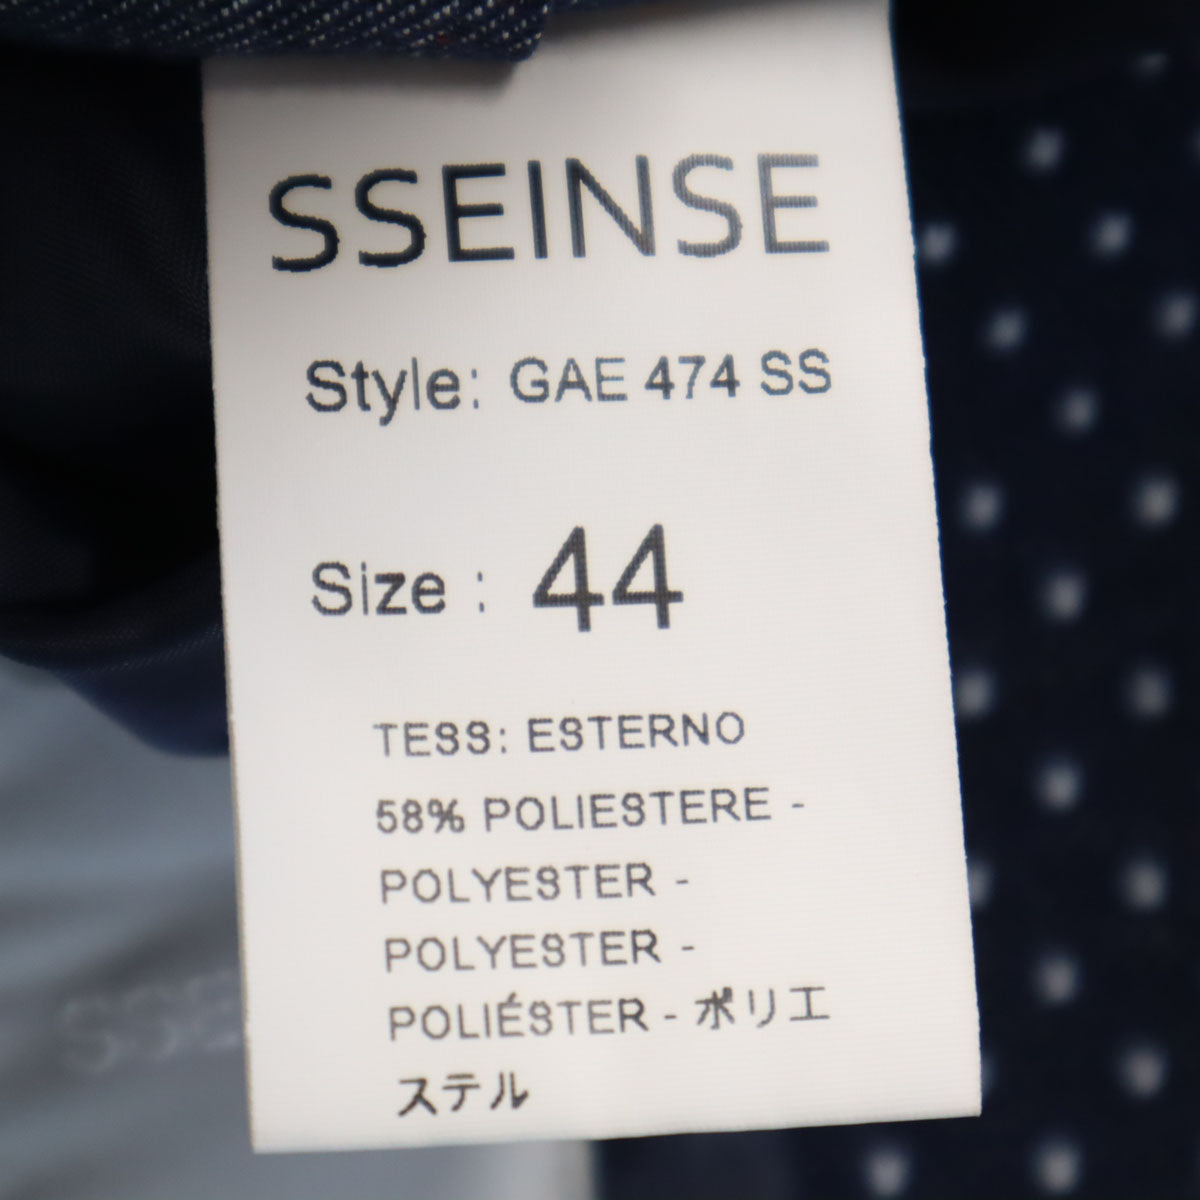 SSEINSE
Style: GAE 474 SS
Size : 44
TESS: ESTERNO
58% POLIESTERE -
POLYESTER -
POLYESTER -
POLIÉSTER - ポリエ
ステル